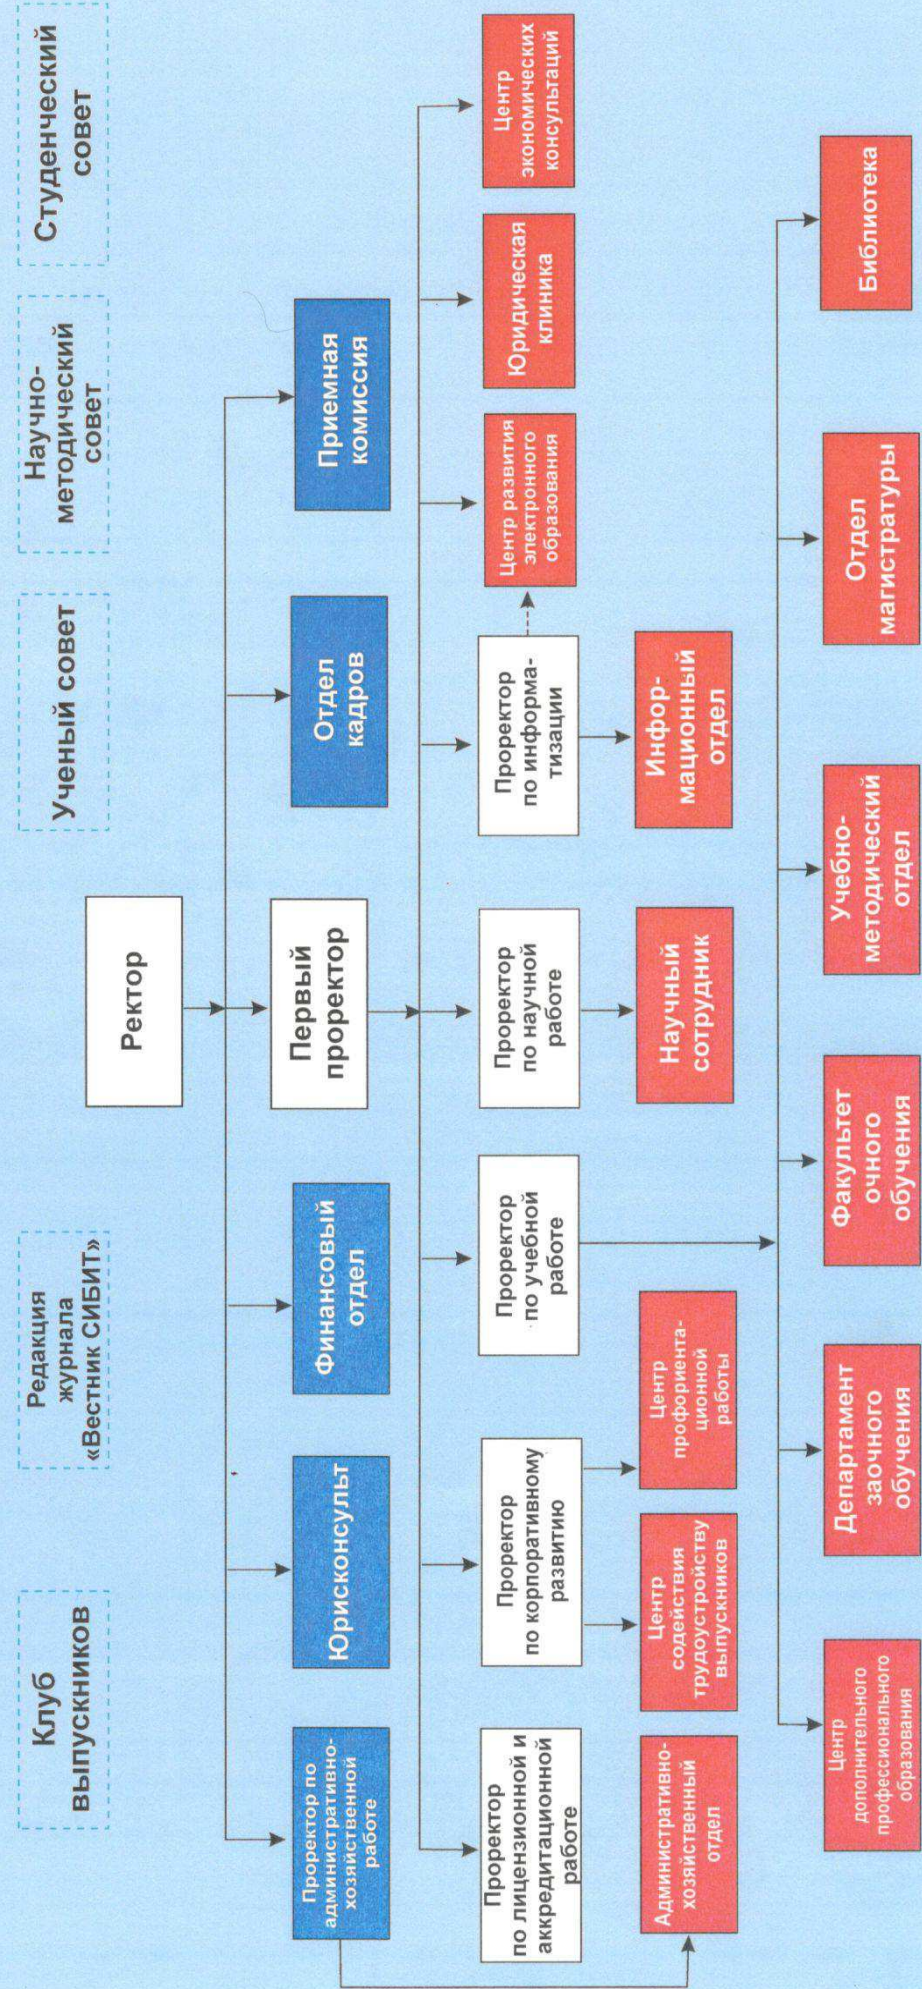 Клуб
выпускников
Редакция
журнала
«Вестник СИБИТ»
Ученый совет
Научно-
методический
совет
Студенческий
совет
Ректор
Проректор по
административно-
хозяйственной
работе
Юрисконсульт
Финансовый
отдел
Первый
проректор
Отдел
кадров
Приемная
комиссия
Проректор
по лицензионной и
аккредитационной
работе
Проректор
по корпоративному
развитию
Проректор
по учебной
работе
Проректор
по научной
работе
Проректор
по информа-
тизации
Центр развития
электронного
образования
Юридическая
клиника
Центр
экономических
консультаций
Административно-
хозяйственный
отдел
Центр
содействия
трудоустройству
выпускников
Центр
профориента-
ционной
работы
Научный
сотрудник
Инфор-
мационный
отдел
Центр
дополнительного
профессионального
образования
Департамент
заочного
обучения
Факультет
очного
обучения
Учебно-
методический
отдел
Отдел
магистратуры
Библиотека